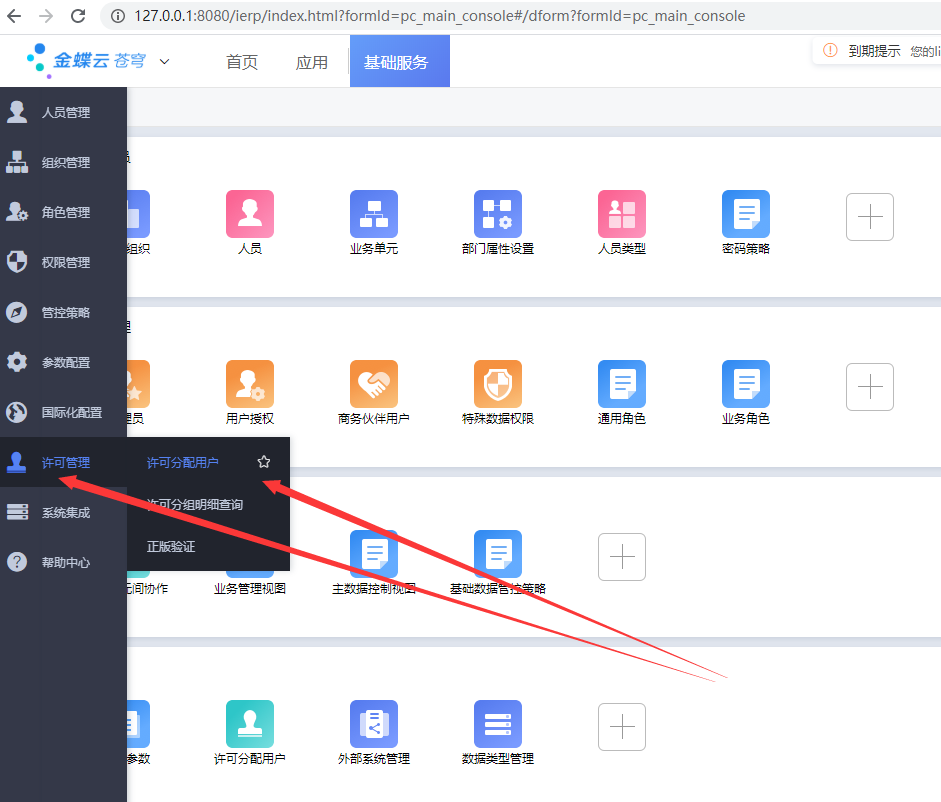 127.0.0.1:8080/ierp/index.html?formId=pc_main_console#/dform?formId=pc_main_console
金蝶云 苍穹
首页
应用
基础服务
到期提示 您的li
人员管理
组织管理
角色管理
权限管理
管控策略
参数配置
国际化配置
许可管理
系统集成
帮助中心
许可分配用户
许可分组明细查询
正版验证
员
组织
人员
业务单元
部门属性设置
人员类型
密码策略
理
理员
用户授权
商务伙伴用户
特殊数据权限
通用角色
业务角色
元间协作
业务管理视图
主数据控制视图
基础数据管控策略
参数
许可分配用户
外部系统管理
数据类型管理